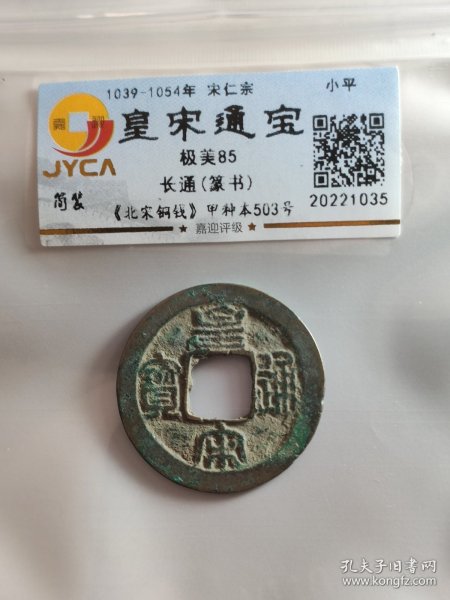 1039-1054年 宋仁宗 小平
皇宋通宝
JYCA
极美85
长通(篆书)
简装
《北宋铜钱》甲种本503号
20221035
★ 嘉迎评级 ★
皇宋通寶
孔夫子旧书网
www.kongfz.com